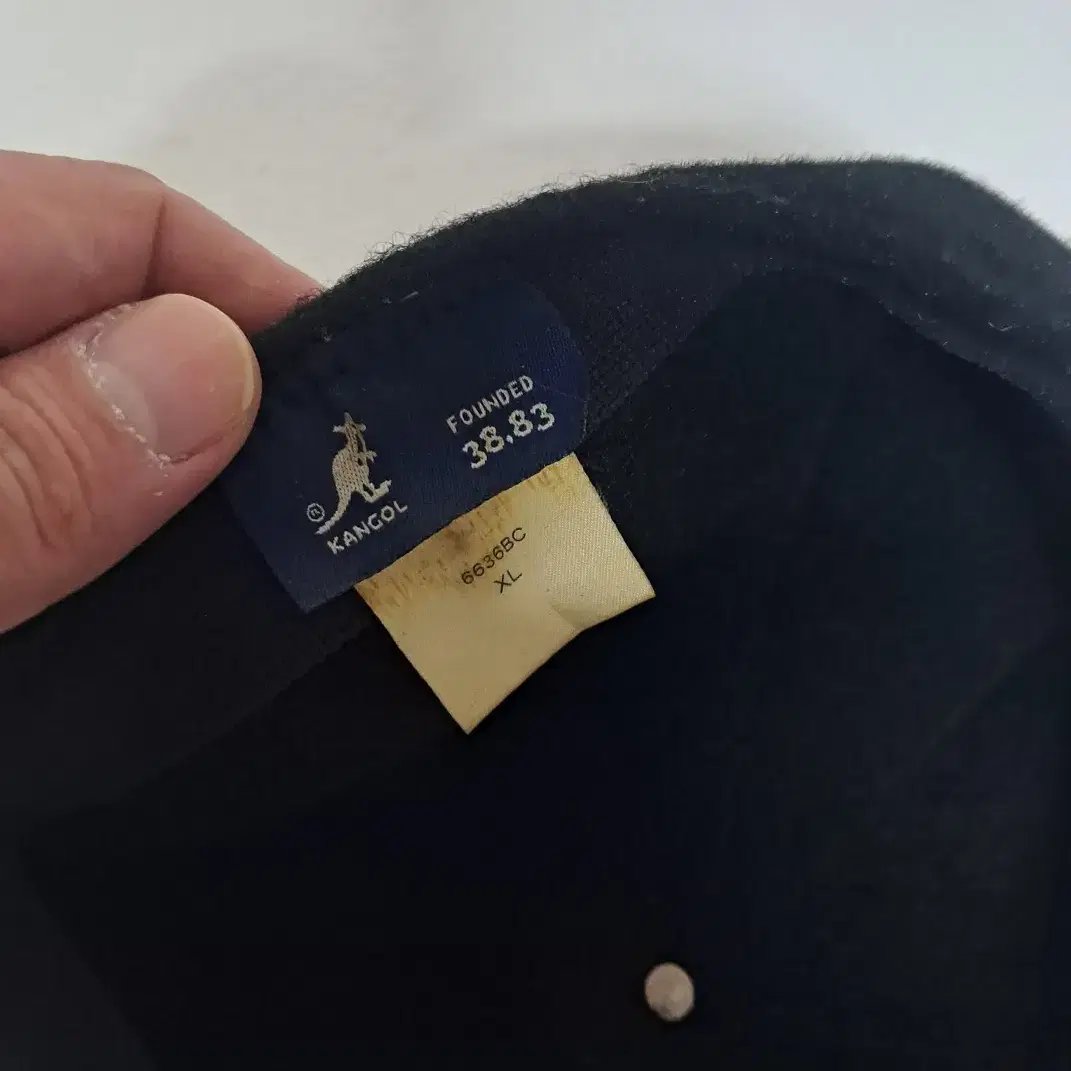 ® KANGOL
FOUNDED
38.83
6636BC
XL